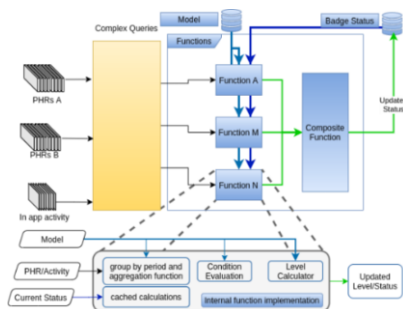 Model
Badge Status
Complex Queries
Functions
Function A
PHRs A
Update
Status
Function M
Composite
Function
PHRs B
Function N
In app activity
Model
PHR/Activity
group by period and
aggregation function
Condition
Evaluation
Level
Calculator
Updated
Level/Status
Current Status
cached calculations
Internal function implementation